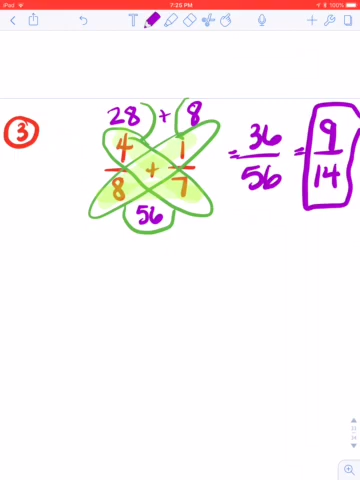 iPad 7:25 PM 100%
T
3
28 + 8
4/8 + 1/7 = 36/56 = 9/14
56